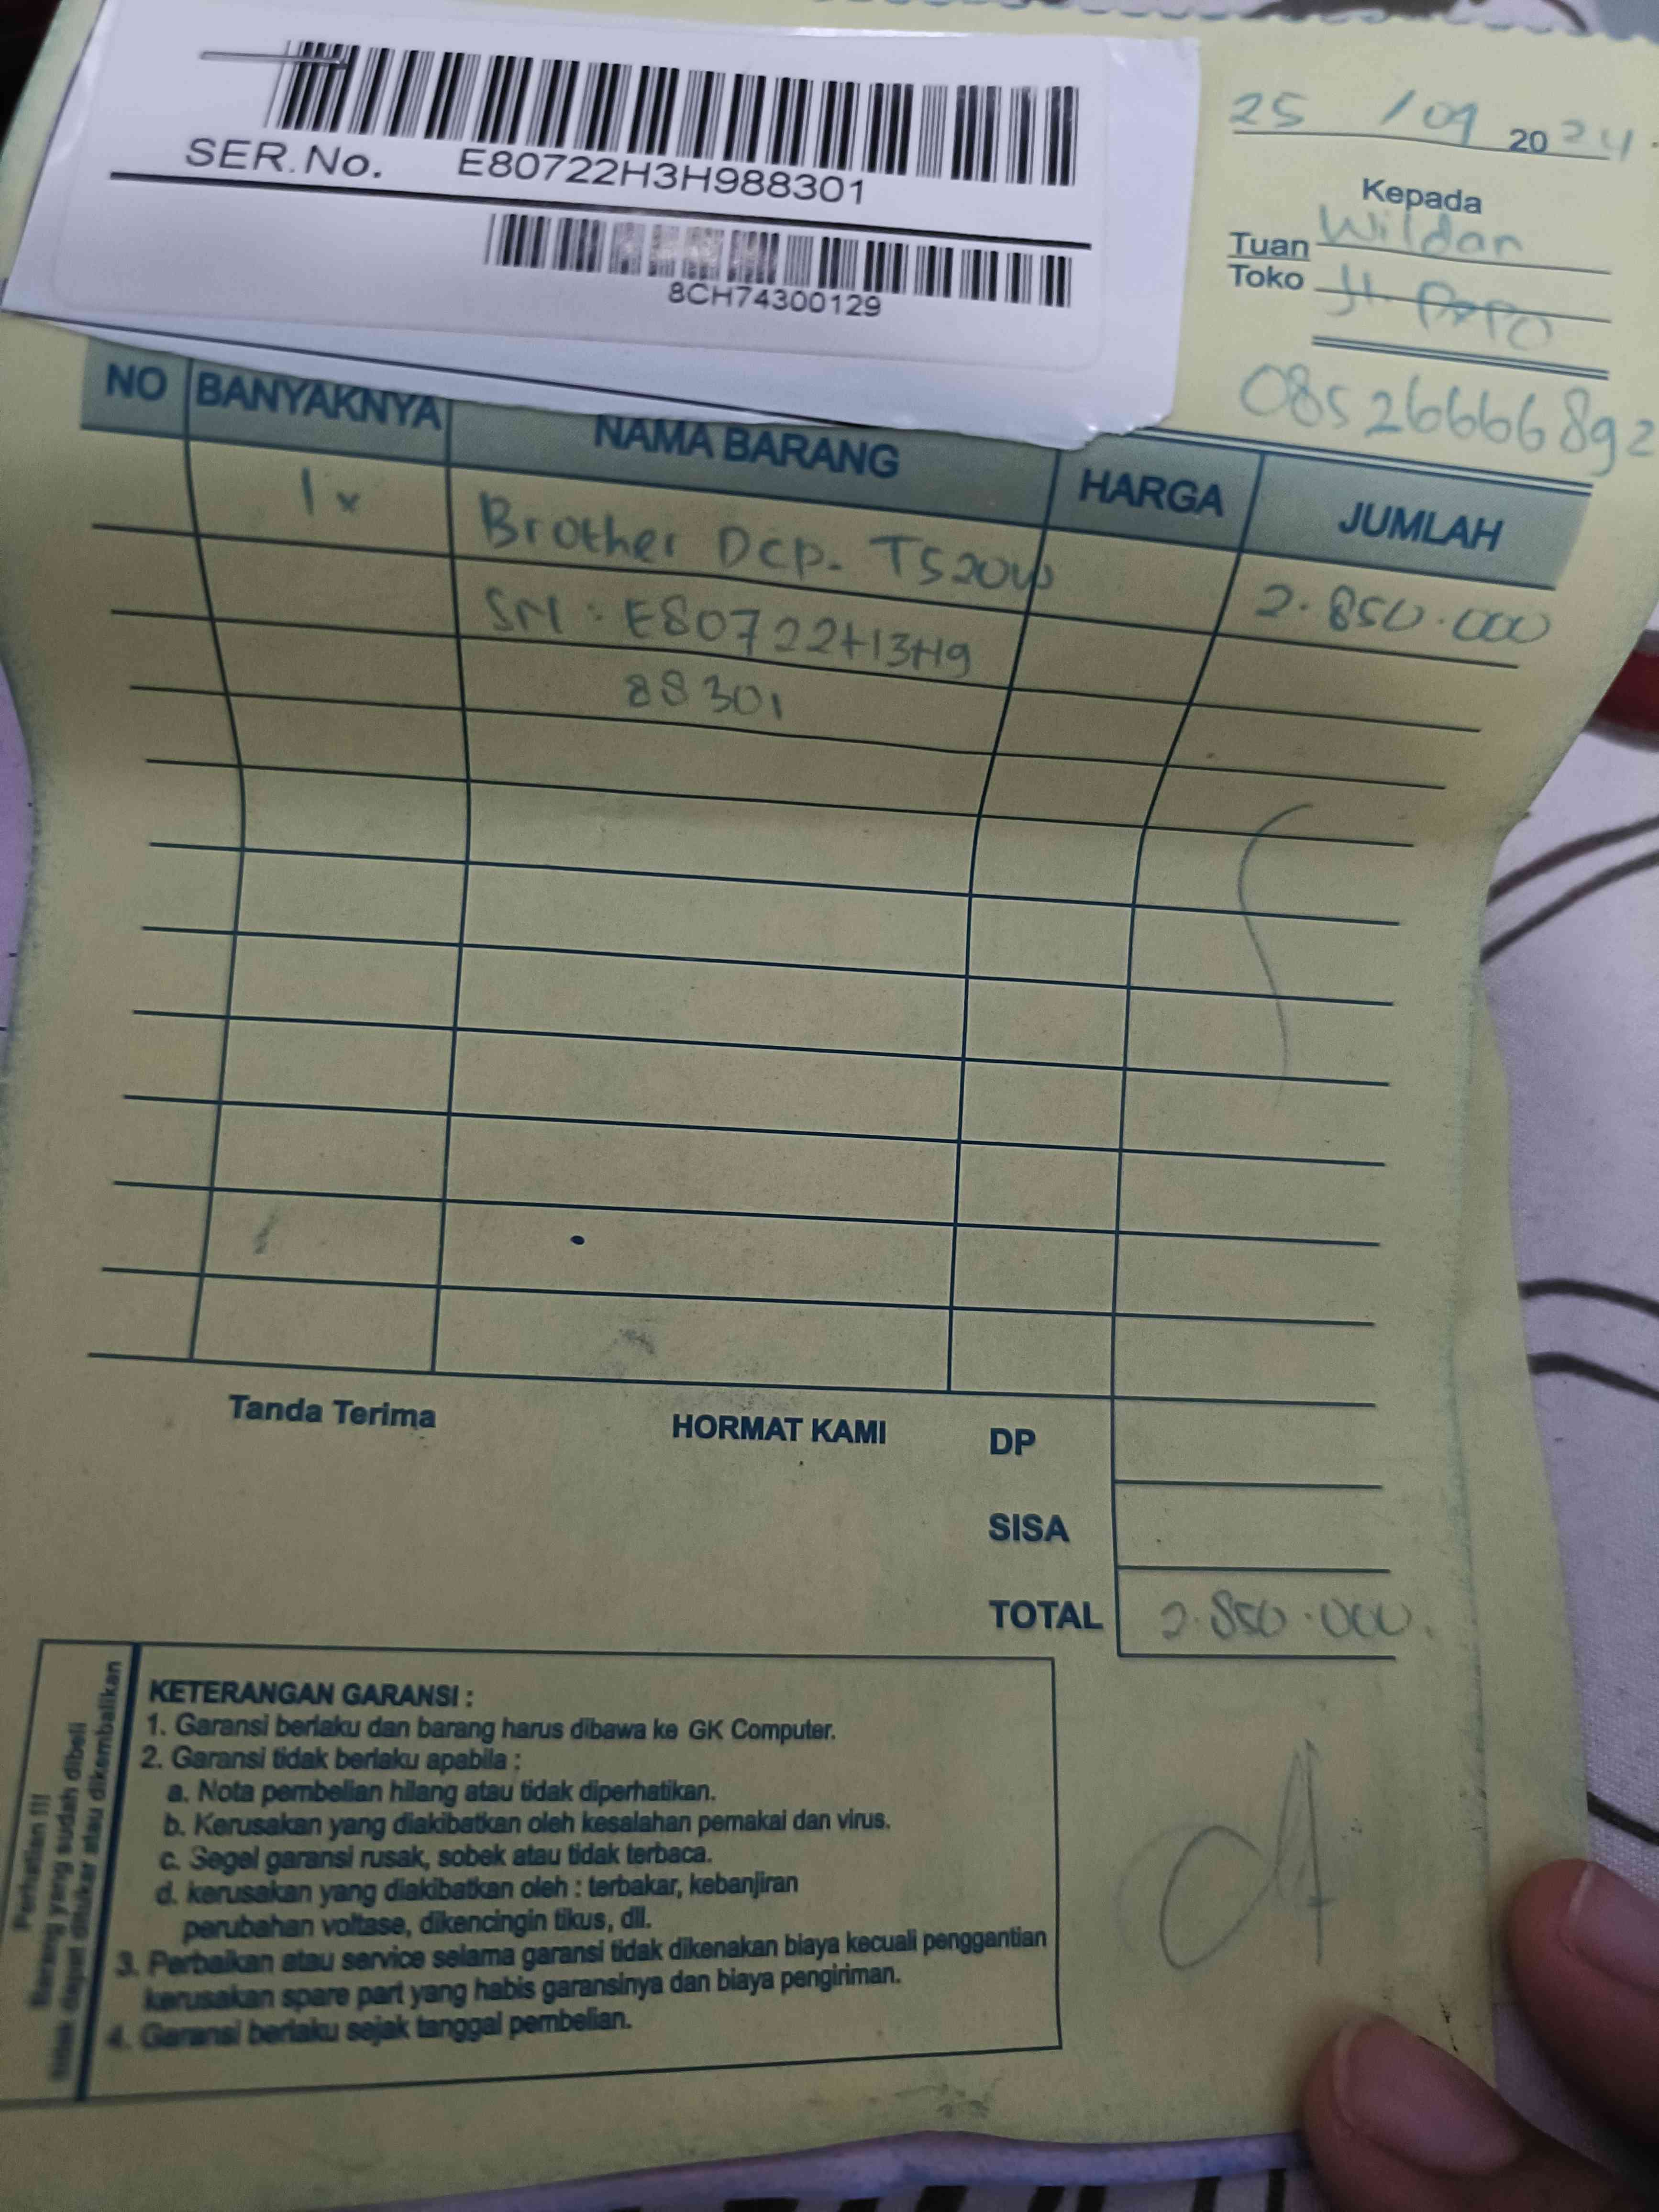 SER.No. E80722H3H988301
8CH74300129
25 /09 2024
Kepada
Tuan Wildan
Toko
08526666892
NO BANYAKNYA NAMA BARANG HARGA JUMLAH
1x Brother Dcp. T520W 2.850.000
SN : E80722H3H9
88301
Tanda Terima HORMAT KAMI DP
SISA
TOTAL 2.850.000
Perhatian !!!
Barang yang sudah dibeli
tidak dapat ditukar atau dikembalikan
KETERANGAN GARANSI :
1. Garansi berlaku dan barang harus dibawa ke GK Computer.
2. Garansi tidak berlaku apabila :
a. Nota pembelian hilang atau tidak diperhatikan.
b. Kerusakan yang diakibatkan oleh kesalahan pemakai dan virus.
c. Segel garansi rusak, sobek atau tidak terbaca.
d. kerusakan yang diakibatkan oleh : terbakar, kebanjiran
perubahan voltase, dikencingin tikus, dll.
3. Perbaikan atau service selama garansi tidak dikenakan biaya kecuali penggantian
kerusakan spare part yang habis garansinya dan biaya pengiriman.
4. Garansi berlaku sejak tanggal pembelian.